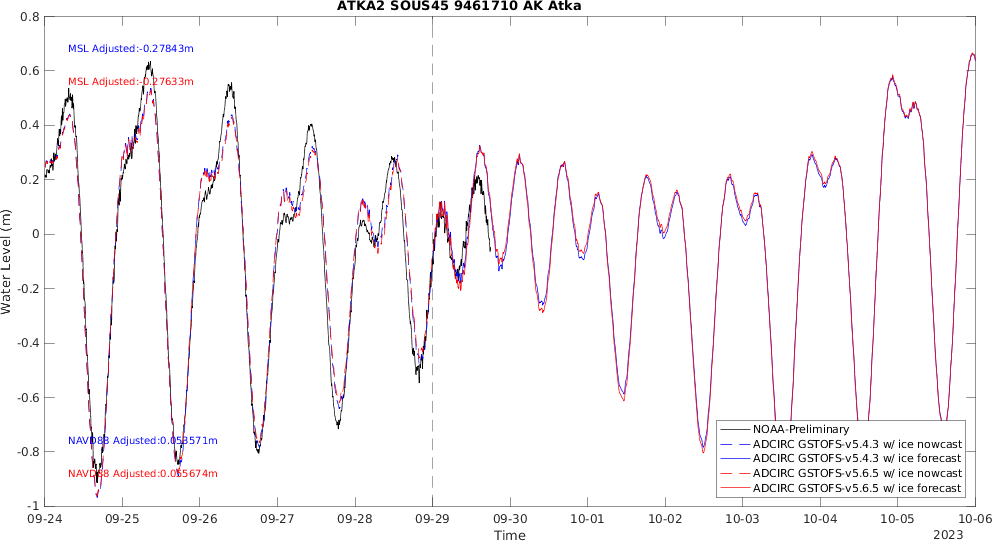 ATKA2 SOUS45 9461710 AK Atka
0.8
0.6
0.4
0.2
0
-0.2
-0.4
-0.6
-0.8
-1
Water Level (m)
MSL Adjusted:-0.27843m
MSL Adjusted:-0.27633m
NAVD88 Adjusted:0.053571m
NAVD88 Adjusted:0.055674m
NOAA-Preliminary
ADCIRC GSTOFS-v5.4.3 w/ ice nowcast
ADCIRC GSTOFS-v5.4.3 w/ ice forecast
ADCIRC GSTOFS-v5.6.5 w/ ice nowcast
ADCIRC GSTOFS-v5.6.5 w/ ice forecast
09-24 09-25 09-26 09-27 09-28 09-29 09-30 10-01 10-02 10-03 10-04 10-05 10-06
Time
2023